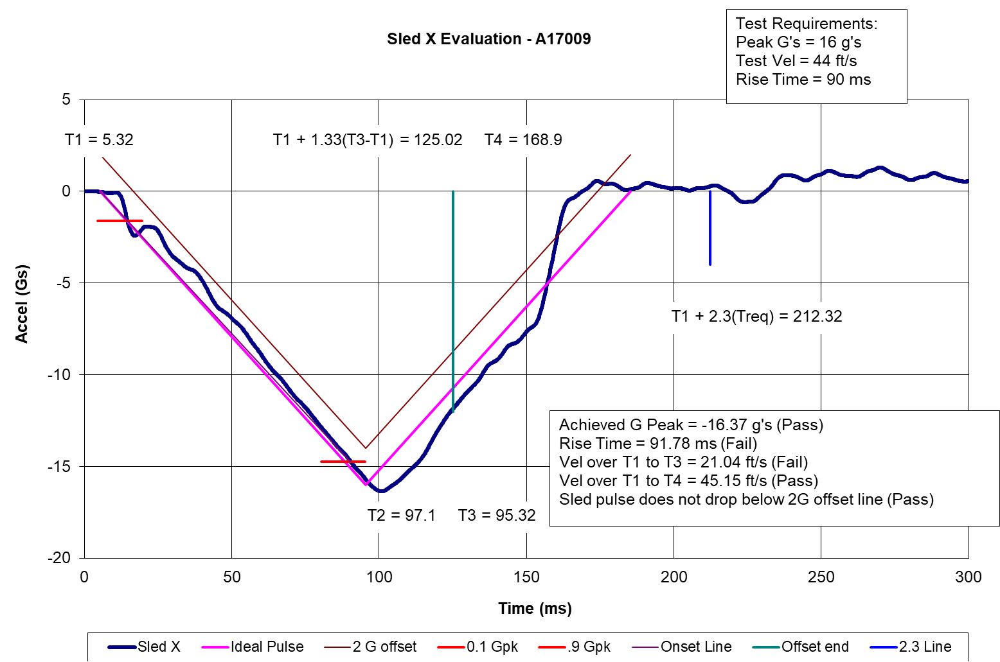 Sled X Evaluation - A17009
Test Requirements:
Peak G's = 16 g's
Test Vel = 44 ft/s
Rise Time = 90 ms
5
T1 = 5.32
T1 + 1.33(T3-T1) = 125.02
T4 = 168.9
0
-5
T1 + 2.3(Treq) = 212.32
Accel (Gs)
-10
-15
Achieved G Peak = -16.37 g's (Pass)
Rise Time = 91.78 ms (Fail)
Vel over T1 to T3 = 21.04 ft/s (Fail)
Vel over T1 to T4 = 45.15 ft/s (Pass)
Sled pulse does not drop below 2G offset line (Pass)
T2 = 97.1
T3 = 95.32
-20
0
50
100
150
200
250
300
Time (ms)
Sled X
Ideal Pulse
2 G offset
0.1 Gpk
.9 Gpk
Onset Line
Offset end
2.3 Line